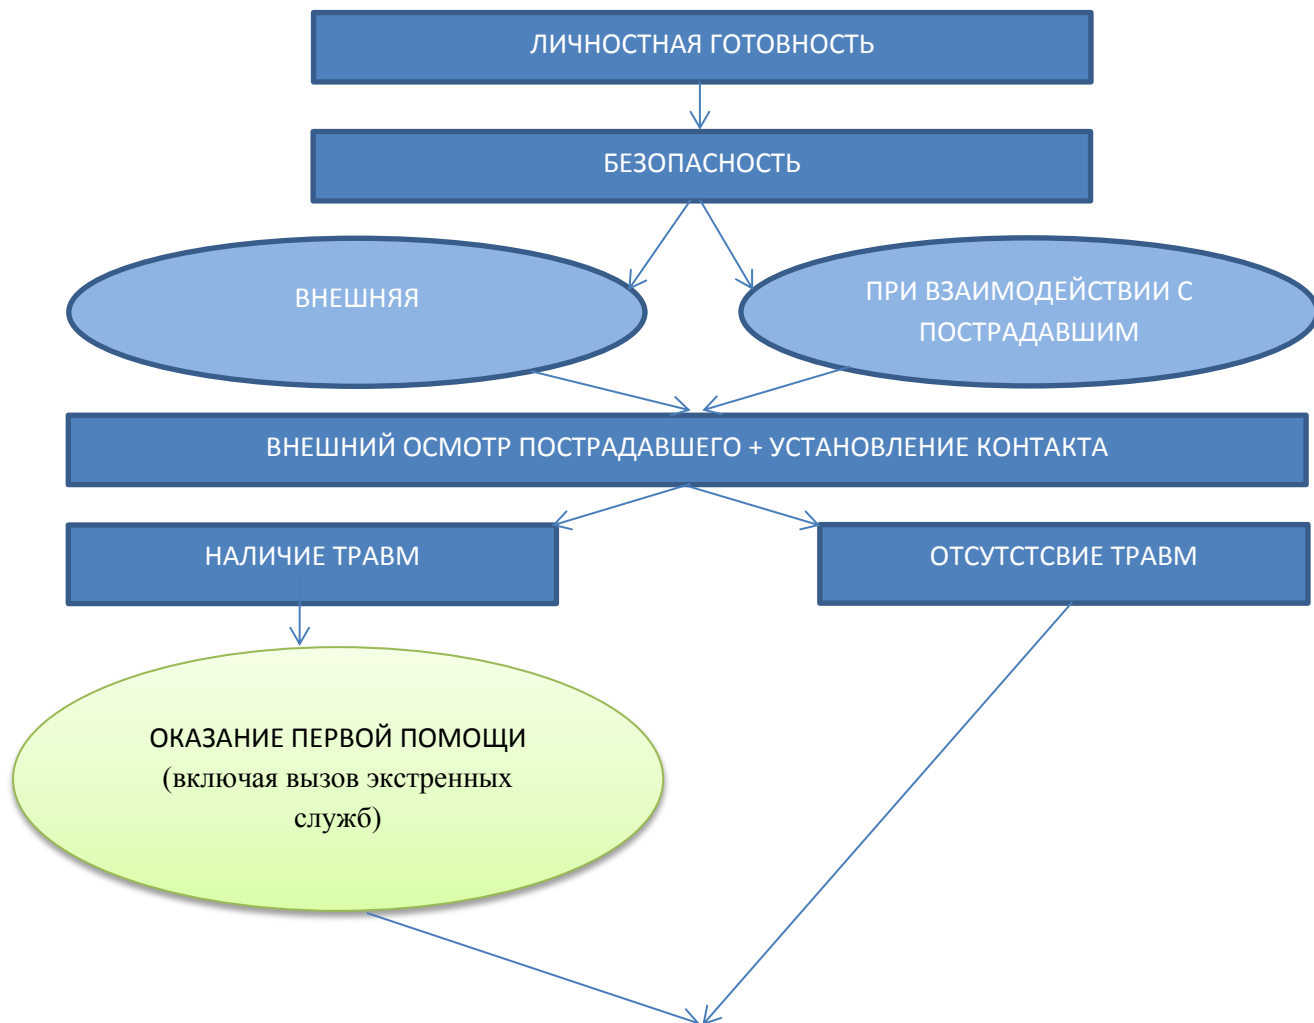 ЛИЧНОСТНАЯ ГОТОВНОСТЬ
БЕЗОПАСНОСТЬ
ВНЕШНЯЯ
ПРИ ВЗАИМОДЕЙСТВИИ С
ПОСТРАДАВШИМ
ВНЕШНИЙ ОСМОТР ПОСТРАДАВШЕГО + УСТАНОВЛЕНИЕ КОНТАКТА
НАЛИЧИЕ ТРАВМ
ОТСУТСТСВИЕ ТРАВМ
ОКАЗАНИЕ ПЕРВОЙ ПОМОЩИ
(включая вызов экстренных
служб)